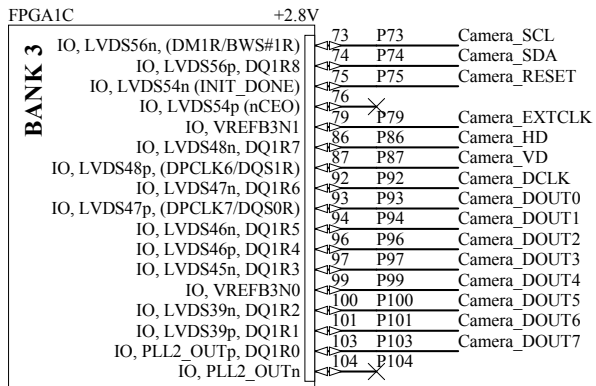 FPGA1C +2.8V
BANK 3
IO, LVDS56n, (DM1R/BWS#1R) 73 P73 Camera_SCL
IO, LVDS56p, DQ1R8 74 P74 Camera_SDA
IO, LVDS54n (INIT_DONE) 75 P75 Camera_RESET
IO, LVDS54p (nCEO) 76
IO, VREFB3N1 79 P79 Camera_EXTCLK
IO, LVDS48n, DQ1R7 86 P86 Camera_HD
IO, LVDS48p, (DPCLK6/DQS1R) 87 P87 Camera_VD
IO, LVDS47n, DQ1R6 92 P92 Camera_DCLK
IO, LVDS47p, (DPCLK7/DQS0R) 93 P93 Camera_DOUT0
IO, LVDS46n, DQ1R5 94 P94 Camera_DOUT1
IO, LVDS46p, DQ1R4 96 P96 Camera_DOUT2
IO, LVDS45n, DQ1R3 97 P97 Camera_DOUT3
IO, VREFB3N0 99 P99 Camera_DOUT4
IO, LVDS39n, DQ1R2 100 P100 Camera_DOUT5
IO, LVDS39p, DQ1R1 101 P101 Camera_DOUT6
IO, PLL2_OUTp, DQ1R0 103 P103 Camera_DOUT7
IO, PLL2_OUTn 104 P104